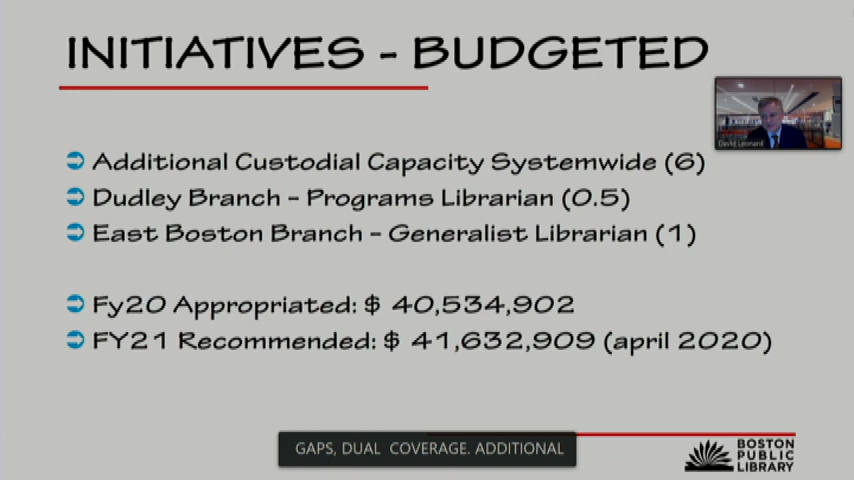 INITIATIVES - BUDGETED
David Leonard
Additional Custodial Capacity Systemwide (6)
Dudley Branch - Programs Librarian (0.5)
East Boston Branch - Generalist Librarian (1)
Fy20 Appropriated: $ 40,534,902
FY21 Recommended: $ 41,632,909 (april 2020)
GAPS, DUAL COVERAGE. ADDITIONAL
BOSTON
PUBLIC
LIBRARY